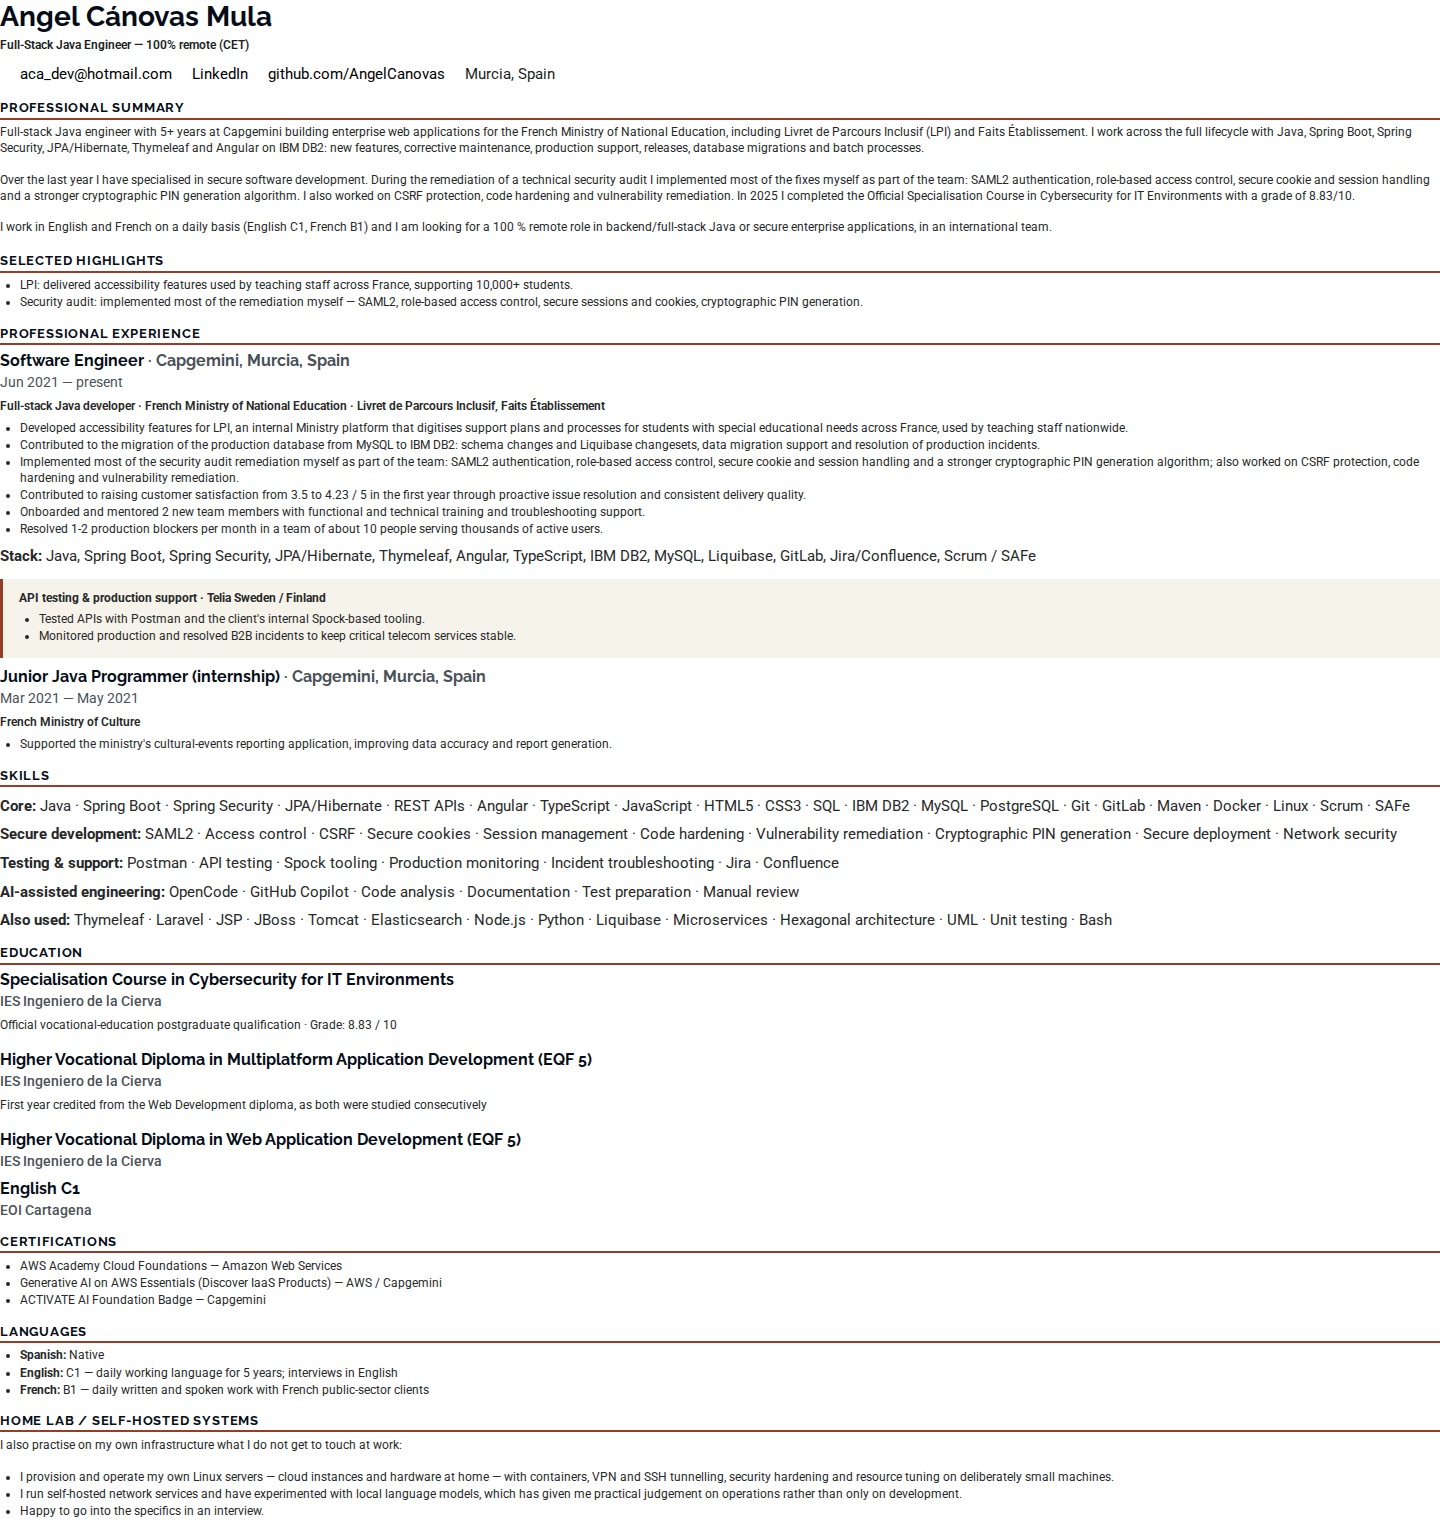 Angel Cánovas Mula
Full-Stack Java Engineer — 100% remote (CET)
aca_dev@hotmail.com LinkedIn github.com/AngelCanovas Murcia, Spain
PROFESSIONAL SUMMARY
Full-stack Java engineer with 5+ years at Capgemini building enterprise web applications for the French Ministry of National Education, including Livret de Parcours Inclusif (LPI) and Faits Établissement. I work across the full lifecycle with Java, Spring Boot, Spring
Security, JPA/Hibernate, Thymeleaf and Angular on IBM DB2: new features, corrective maintenance, production support, releases, database migrations and batch processes.
Over the last year I have specialised in secure software development. During the remediation of a technical security audit I implemented most of the fixes myself as part of the team: SAML2 authentication, role-based access control, secure cookie and session handling
and a stronger cryptographic PIN generation algorithm. I also worked on CSRF protection, code hardening and vulnerability remediation. In 2025 I completed the Official Specialisation Course in Cybersecurity for IT Environments with a grade of 8.83/10.
I work in English and French on a daily basis (English C1, French B1) and I am looking for a 100 % remote role in backend/full-stack Java or secure enterprise applications, in an international team.
SELECTED HIGHLIGHTS
• LPI: delivered accessibility features used by teaching staff across France, supporting 10,000+ students.
• Security audit: implemented most of the remediation myself — SAML2, role-based access control, secure sessions and cookies, cryptographic PIN generation.
PROFESSIONAL EXPERIENCE
Software Engineer · Capgemini, Murcia, Spain
Jun 2021 — present
Full-stack Java developer · French Ministry of National Education · Livret de Parcours Inclusif, Faits Établissement
• Developed accessibility features for LPI, an internal Ministry platform that digitises support plans and processes for students with special educational needs across France, used by teaching staff nationwide.
• Contributed to the migration of the production database from MySQL to IBM DB2: schema changes and Liquibase changesets, data migration support and resolution of production incidents.
• Implemented most of the security audit remediation myself as part of the team: SAML2 authentication, role-based access control, secure cookie and session handling and a stronger cryptographic PIN generation algorithm; also worked on CSRF protection, code
hardening and vulnerability remediation.
• Contributed to raising customer satisfaction from 3.5 to 4.23 / 5 in the first year through proactive issue resolution and consistent delivery quality.
• Onboarded and mentored 2 new team members with functional and technical training and troubleshooting support.
• Resolved 1-2 production blockers per month in a team of about 10 people serving thousands of active users.
Stack: Java, Spring Boot, Spring Security, JPA/Hibernate, Thymeleaf, Angular, TypeScript, IBM DB2, MySQL, Liquibase, GitLab, Jira/Confluence, Scrum / SAFe
API testing & production support · Telia Sweden / Finland
• Tested APIs with Postman and the client's internal Spock-based tooling.
• Monitored production and resolved B2B incidents to keep critical telecom services stable.
Junior Java Programmer (internship) · Capgemini, Murcia, Spain
Mar 2021 — May 2021
French Ministry of Culture
• Supported the ministry's cultural-events reporting application, improving data accuracy and report generation.
SKILLS
Core: Java · Spring Boot · Spring Security · JPA/Hibernate · REST APIs · Angular · TypeScript · JavaScript · HTML5 · CSS3 · SQL · IBM DB2 · MySQL · PostgreSQL · Git · GitLab · Maven · Docker · Linux · Scrum · SAFe
Secure development: SAML2 · Access control · CSRF · Secure cookies · Session management · Code hardening · Vulnerability remediation · Cryptographic PIN generation · Secure deployment · Network security
Testing & support: Postman · API testing · Spock tooling · Production monitoring · Incident troubleshooting · Jira · Confluence
AI-assisted engineering: OpenCode · GitHub Copilot · Code analysis · Documentation · Test preparation · Manual review
Also used: Thymeleaf · Laravel · JSP · JBoss · Tomcat · Elasticsearch · Node.js · Python · Liquibase · Microservices · Hexagonal architecture · UML · Unit testing · Bash
EDUCATION
Specialisation Course in Cybersecurity for IT Environments
IES Ingeniero de la Cierva
Official vocational-education postgraduate qualification · Grade: 8.83 / 10
Higher Vocational Diploma in Multiplatform Application Development (EQF 5)
IES Ingeniero de la Cierva
First year credited from the Web Development diploma, as both were studied consecutively
Higher Vocational Diploma in Web Application Development (EQF 5)
IES Ingeniero de la Cierva
English C1
EOI Cartagena
CERTIFICATIONS
• AWS Academy Cloud Foundations — Amazon Web Services
• Generative AI on AWS Essentials (Discover IaaS Products) — AWS / Capgemini
• ACTIVATE AI Foundation Badge — Capgemini
LANGUAGES
• Spanish: Native
• English: C1 — daily working language for 5 years; interviews in English
• French: B1 — daily written and spoken work with French public-sector clients
HOME LAB / SELF-HOSTED SYSTEMS
I also practise on my own infrastructure what I do not get to touch at work:
• I provision and operate my own Linux servers — cloud instances and hardware at home — with containers, VPN and SSH tunnelling, security hardening and resource tuning on deliberately small machines.
• I run self-hosted network services and have experimented with local language models, which has given me practical judgement on operations rather than only on development.
• Happy to go into the specifics in an interview.